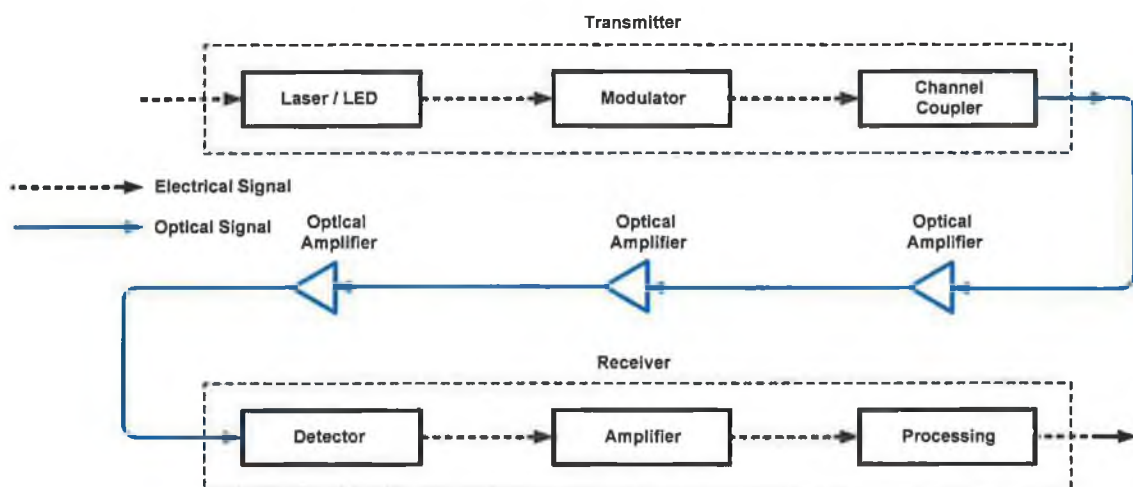 Transmitter
Laser / LED
Modulator
Channel
Coupler
Electrical Signal
Optical Signal
Optical
Amplifier
Optical
Amplifier
Optical
Amplifier
Receiver
Detector
Amplifier
Processing